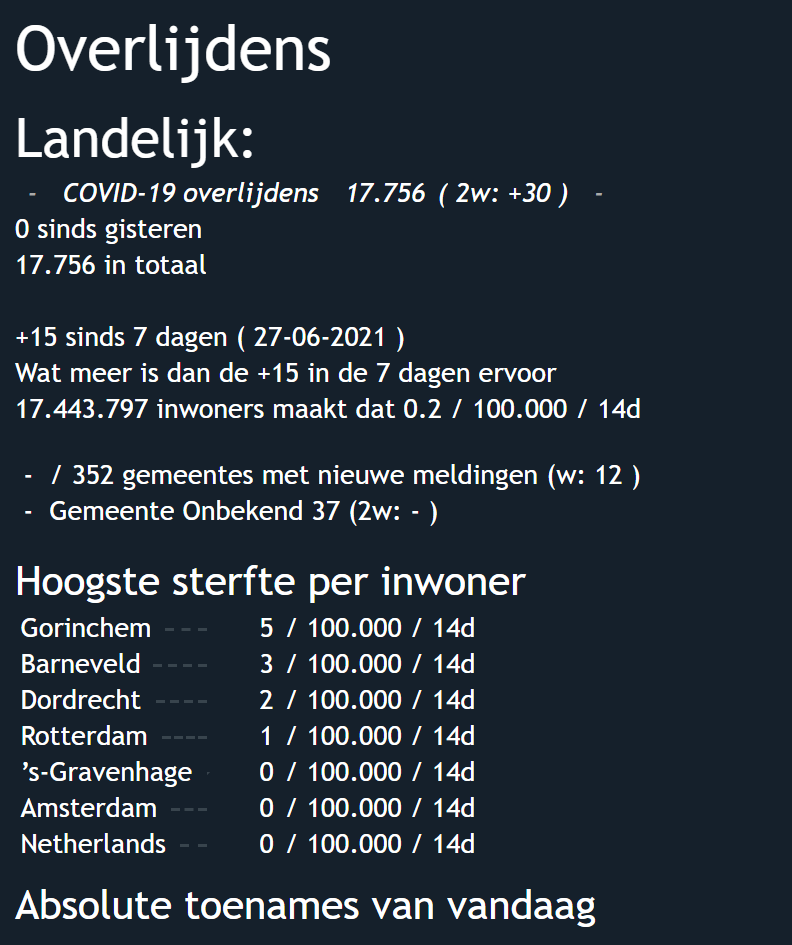 Overlijdens
Landelijk:
- COVID-19 overlijdens 17.756 ( 2w: +30 ) -
0 sinds gisteren
17.756 in totaal
+15 sinds 7 dagen ( 27-06-2021 )
Wat meer is dan de +15 in de 7 dagen ervoor
17.443.797 inwoners maakt dat 0.2 / 100.000 / 14d
- / 352 gemeentes met nieuwe meldingen (w: 12 )
- Gemeente Onbekend 37 (2w: - )
Hoogste sterfte per inwoner
Gorinchem --- 5 / 100.000 / 14d
Barneveld ---- 3 / 100.000 / 14d
Dordrecht ---- 2 / 100.000 / 14d
Rotterdam ---- 1 / 100.000 / 14d
’s-Gravenhage - 0 / 100.000 / 14d
Amsterdam --- 0 / 100.000 / 14d
Netherlands -- 0 / 100.000 / 14d
Absolute toenames van vandaag